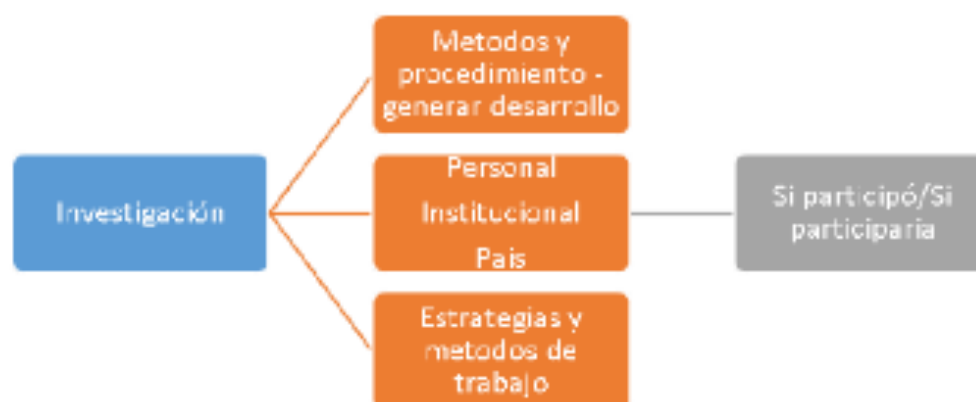 Investigación
Metodos y
procedimiento -
generar desarrollo
Personal
Institucional
Pais
Estrategias y
metodos de
trabajo
Si participó/Si
participaria